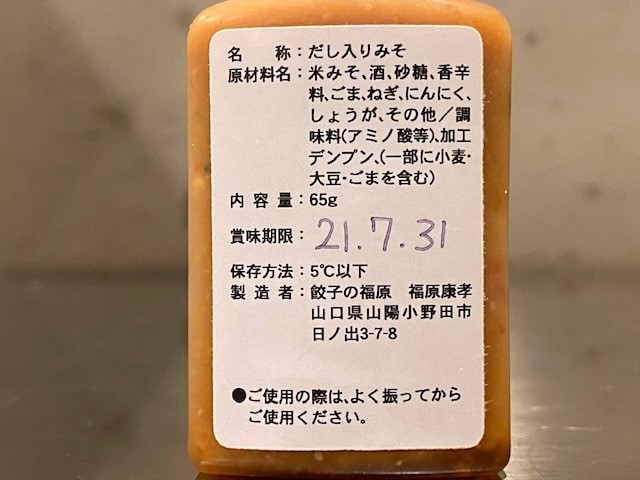 名　称：だし入りみそ
原材料名：米みそ、酒、砂糖、香辛
料、ごま、ねぎ、にんにく、
しょうが、その他／調
味料(アミノ酸等)、加工
デンプン、(一部に小麦・
大豆・ごまを含む)
内容量：65g
賞味期限：21.7.31
保存方法：5℃以下
製造者：餃子の福原　福原康孝
山口県山陽小野田市
日ノ出3-7-8
●ご使用の際は、よく振ってから
ご使用ください。